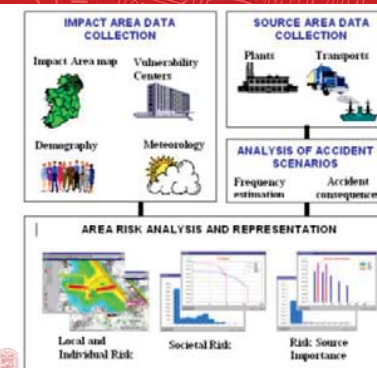 IMPACT AREA DATA
COLLECTION
Impact Area map
Vulnerability
Centers
Demography
Meteorology
SOURCE AREA DATA
COLLECTION
Plants
Transports
ANALYSIS OF ACCIDENT
SCENARIOS
Frequency
estimation
Accident
consequence
AREA RISK ANALYSIS AND REPRESENTATION
Local and
Individual Risk
Societal Risk
Risk Source
Importance